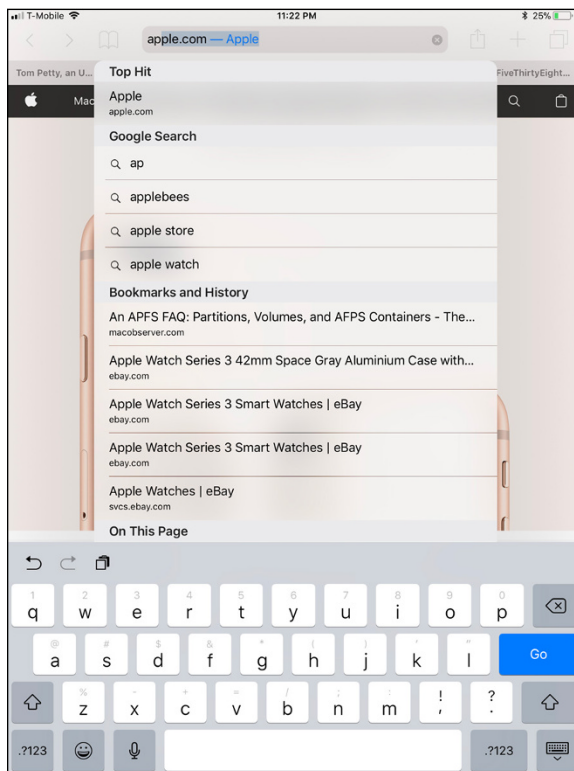 T-Mobile 11:22 PM 25%
apple.com — Apple
Tom Petty, an U... FiveThirtyEight...
Mac
Top Hit
Apple
apple.com
Google Search
ap
applebees
apple store
apple watch
Bookmarks and History
An APFS FAQ: Partitions, Volumes, and AFPS Containers - The...
macobserver.com
Apple Watch Series 3 42mm Space Gray Aluminium Case with...
ebay.com
Apple Watch Series 3 Smart Watches | eBay
ebay.com
Apple Watch Series 3 Smart Watches | eBay
ebay.com
Apple Watches | eBay
svcs.ebay.com
On This Page
1 2 3 4 5 6 7 8 9 0
q w e r t y u i o p
@ # $ & * ( ) ' "
a s d f g h j k l Go
% - + = / ; : ! ?
z x c v b n m , .
.?123 .?123